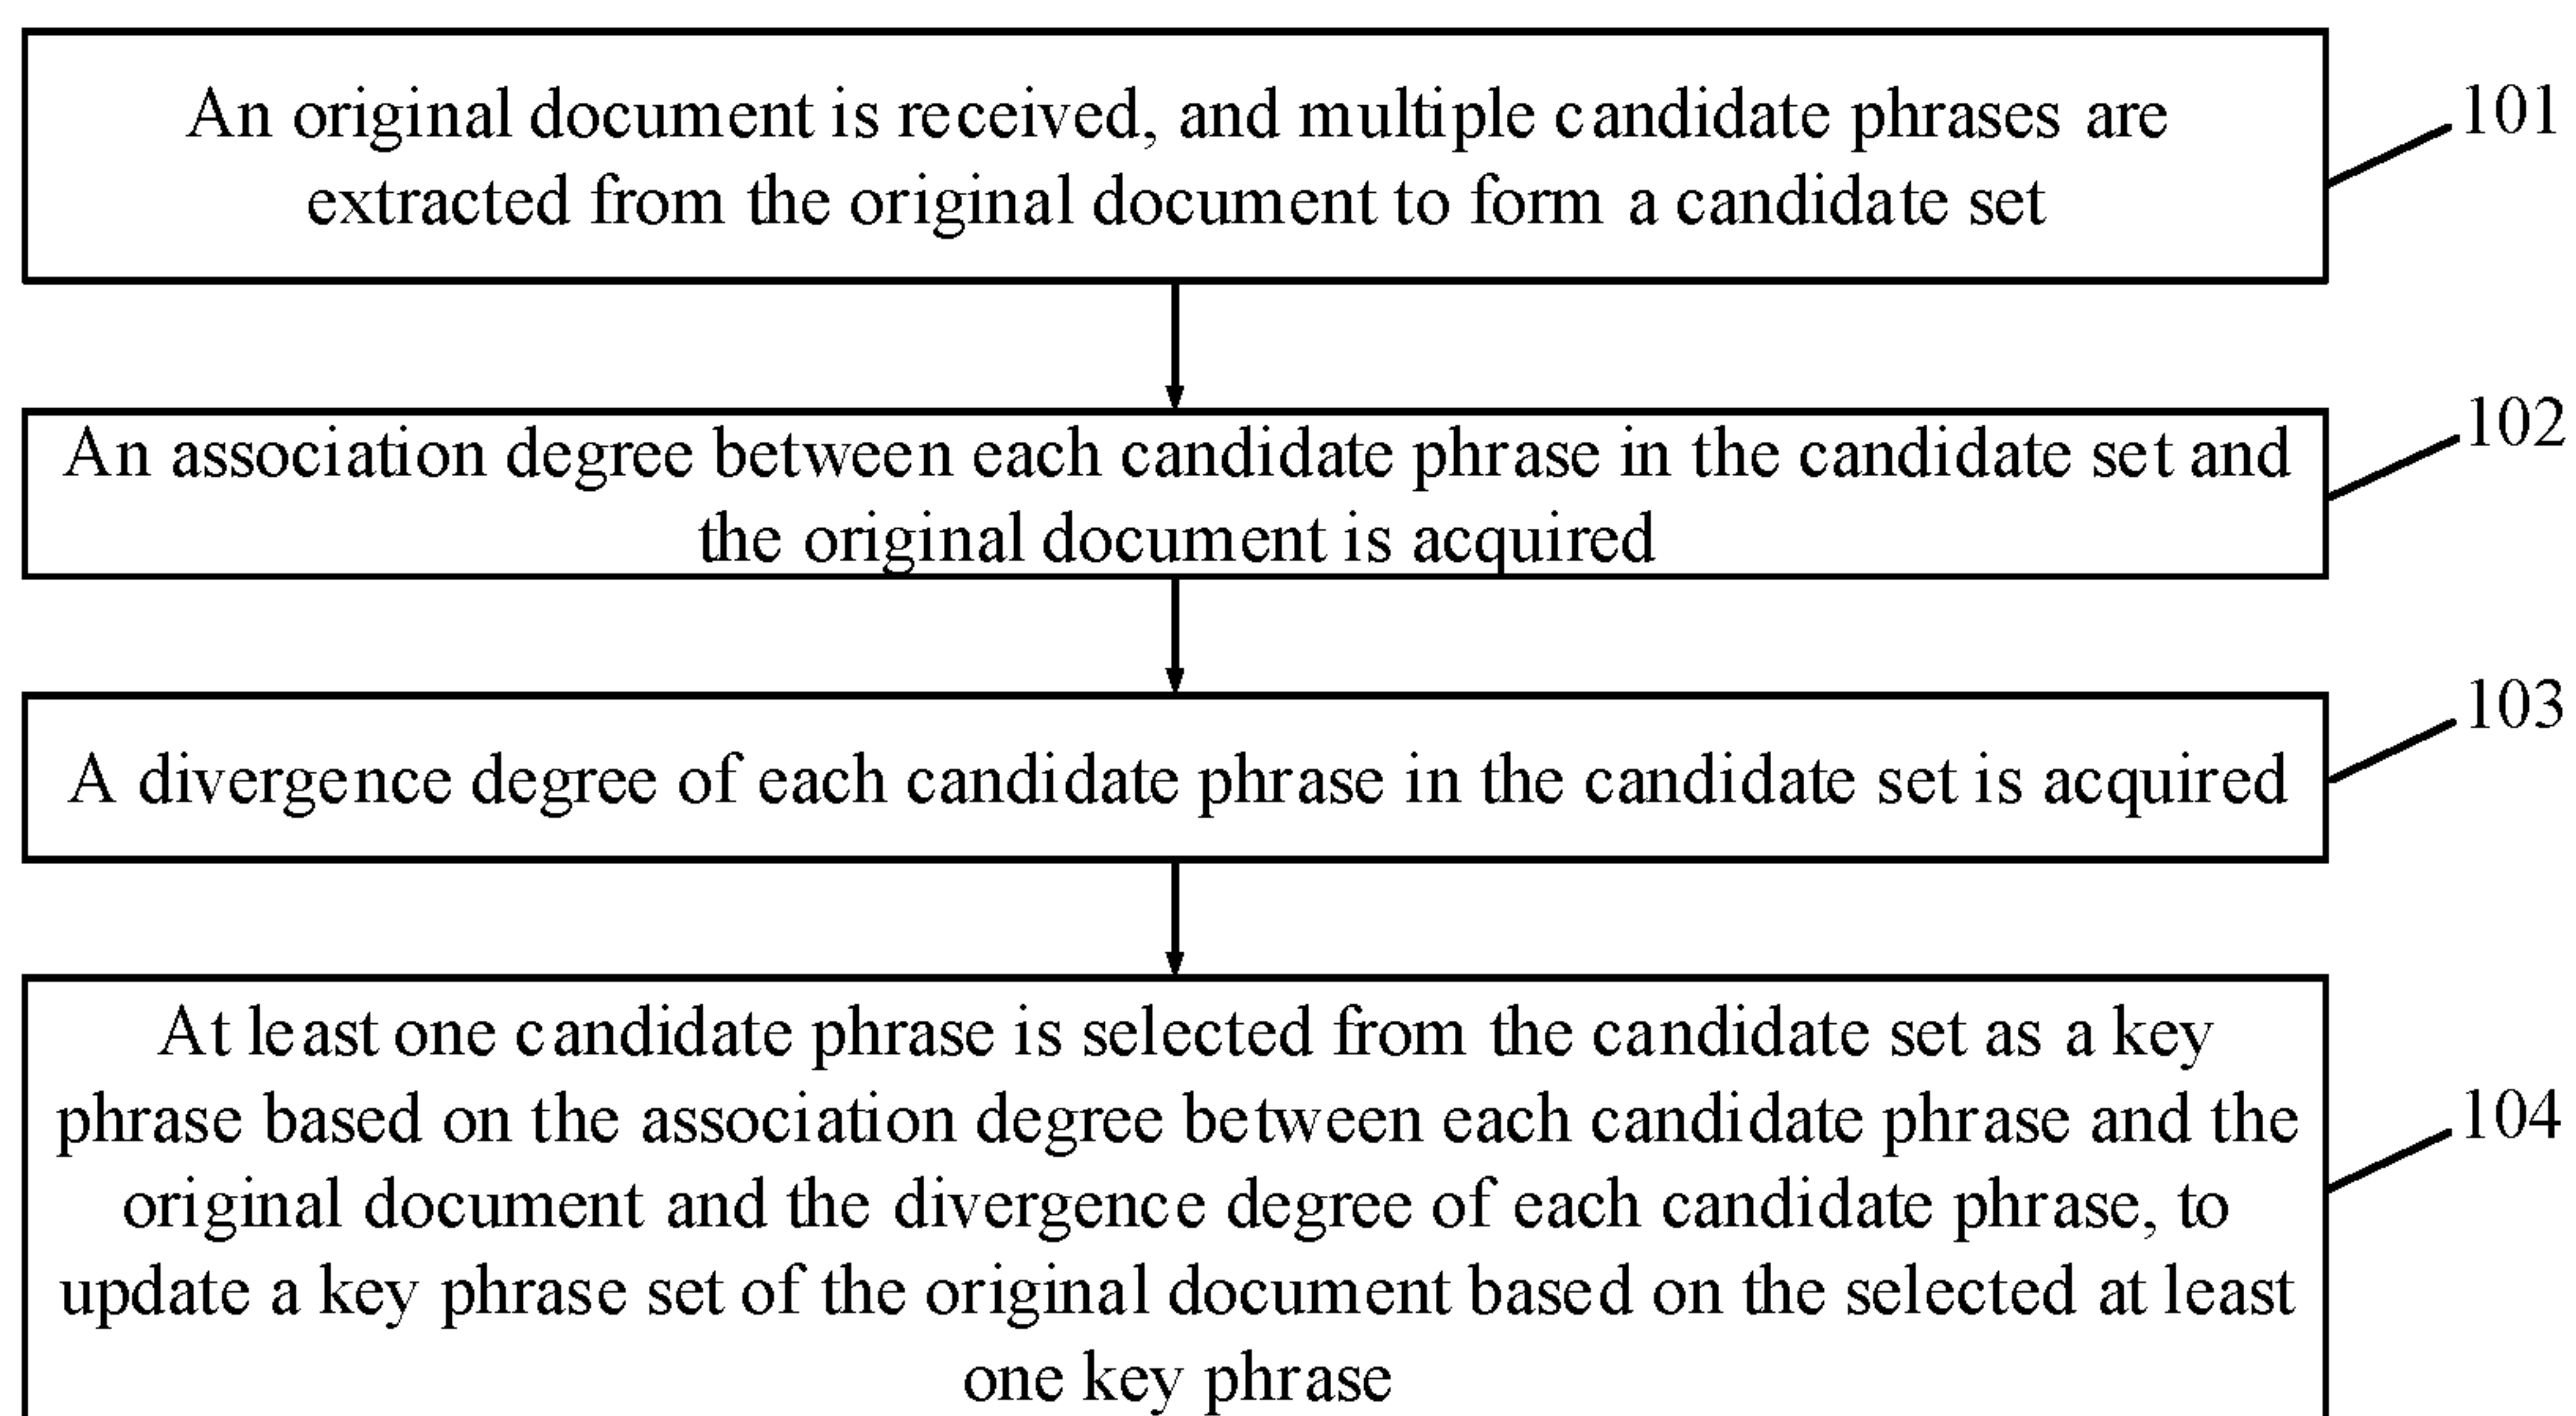 An original document is received, and multiple candidate phrases are
extracted from the original document to form a candidate set
101
An association degree between each candidate phrase in the candidate set and
the original document is acquired
102
A divergence degree of each candidate phrase in the candidate set is acquired
103
At least one candidate phrase is selected from the candidate set as a key
phrase based on the association degree between each candidate phrase and the
original document and the divergence degree of each candidate phrase, to
update a key phrase set of the original document based on the selected at least
one key phrase
104